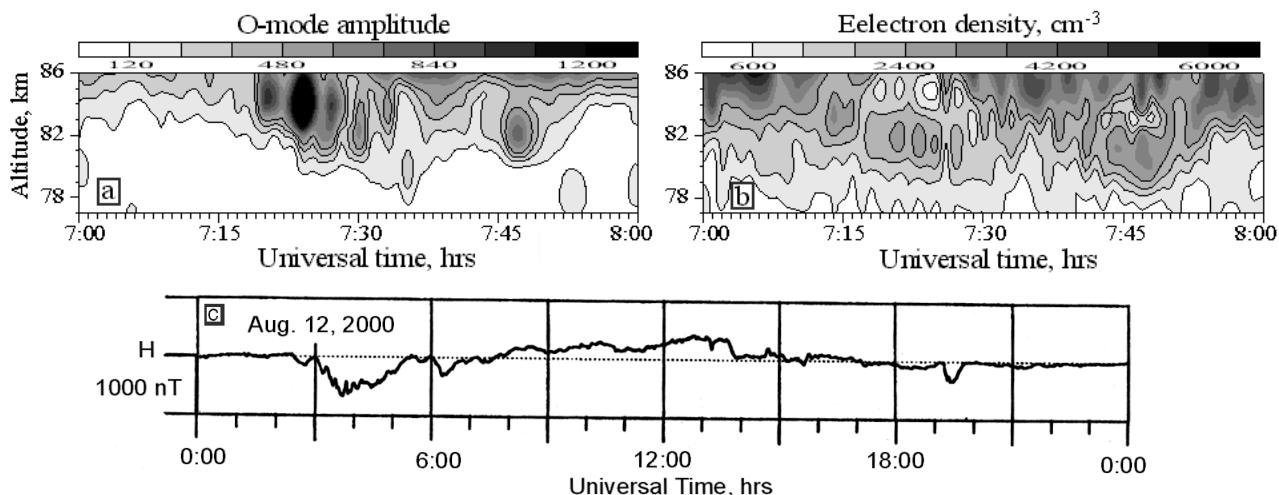 O-mode amplitude
120 480 840 1200
86
82
78
Altitude, km
a
7:00 7:15 7:30 7:45 8:00
Universal time, hrs
Eelectron density, cm-3
600 2400 4200 6000
86
82
78
b
7:00 7:15 7:30 7:45 8:00
Universal time, hrs
c
Aug. 12, 2000
H
1000 nT
0:00 6:00 12:00 18:00 0:00
Universal Time, hrs